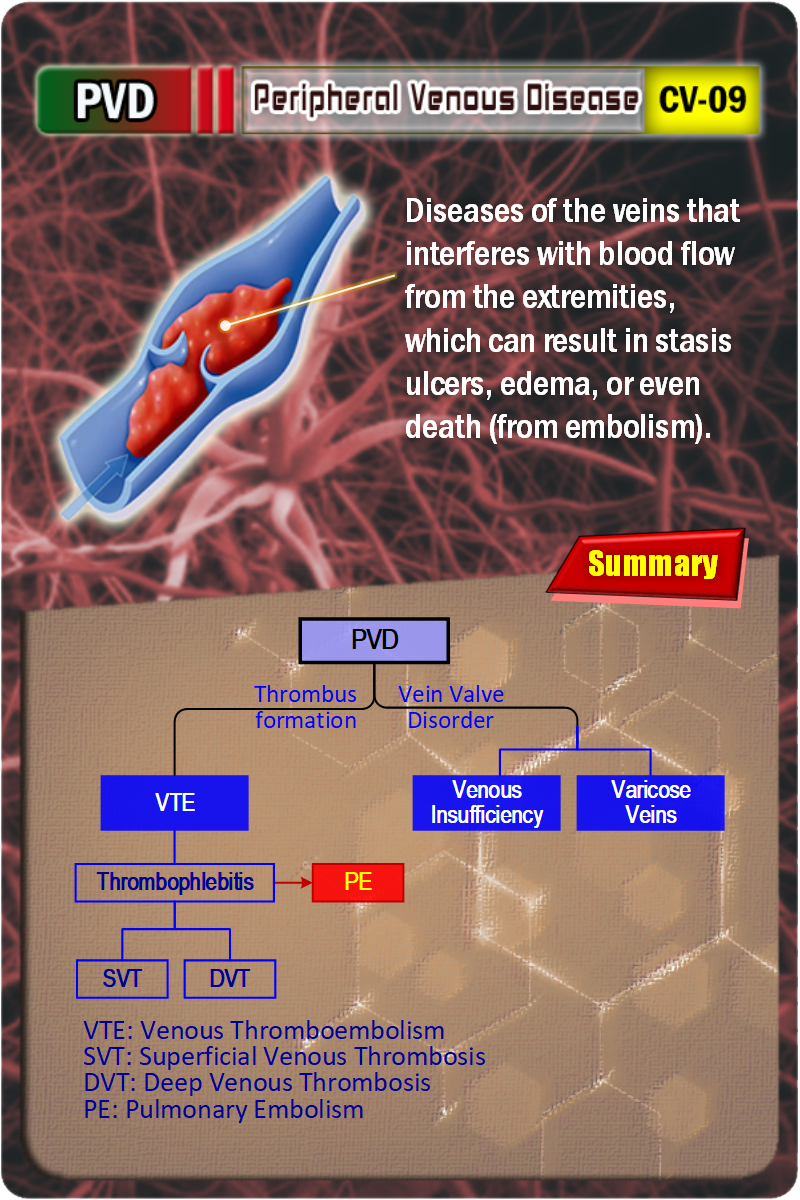 PVD
Peripheral Venous Disease
CV-09
Diseases of the veins that
interferes with blood flow
from the extremities,
which can result in stasis
ulcers, edema, or even
death (from embolism).
Summary
PVD
Thrombus
formation
Vein Valve
Disorder
VTE
Venous
Insufficiency
Varicose
Veins
Thrombophlebitis
PE
SVT
DVT
VTE: Venous Thromboembolism
SVT: Superficial Venous Thrombosis
DVT: Deep Venous Thrombosis
PE: Pulmonary Embolism